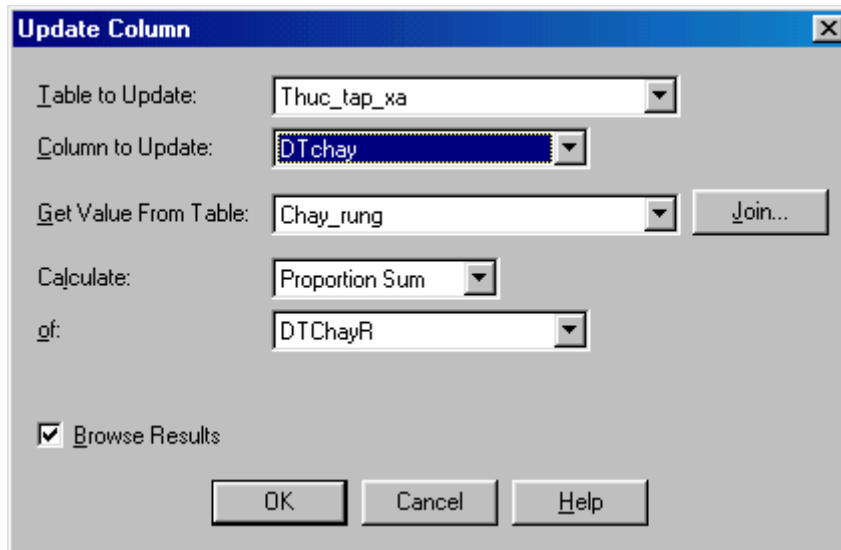 Update Column
Table to Update: Thuc_tap_xa
Column to Update: DTchay
Get Value From Table: Chay_rung Join...
Calculate: Proportion Sum
of: DTChayR
Browse Results
OK Cancel Help